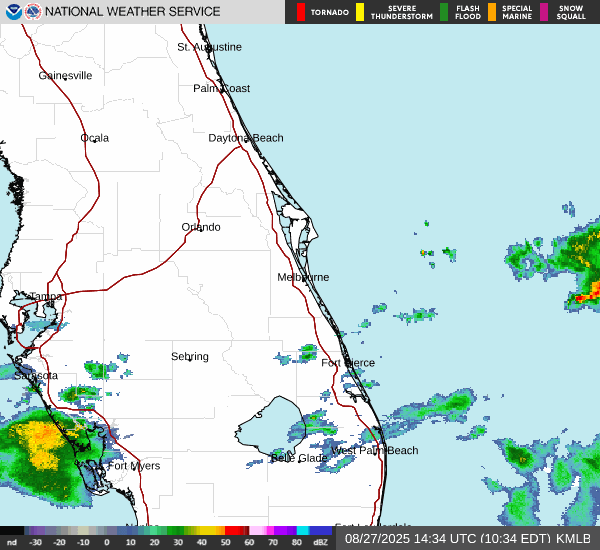 NATIONAL WEATHER SERVICE
TORNADO
SEVERE THUNDERSTORM
FLASH FLOOD
SPECIAL MARINE
SNOW SQUALL
St. Augustine
Gainesville
Palm Coast
Ocala
Daytona Beach
Orlando
Melbourne
Tampa
Sebring
Fort Pierce
Sarasota
West Palm Beach
Belle Glade
Fort Myers
nd -30 -20 -10 0 10 20 30 40 50 60 70 80 dBZ
08/27/2025 14:34 UTC (10:34 EDT) KMLB